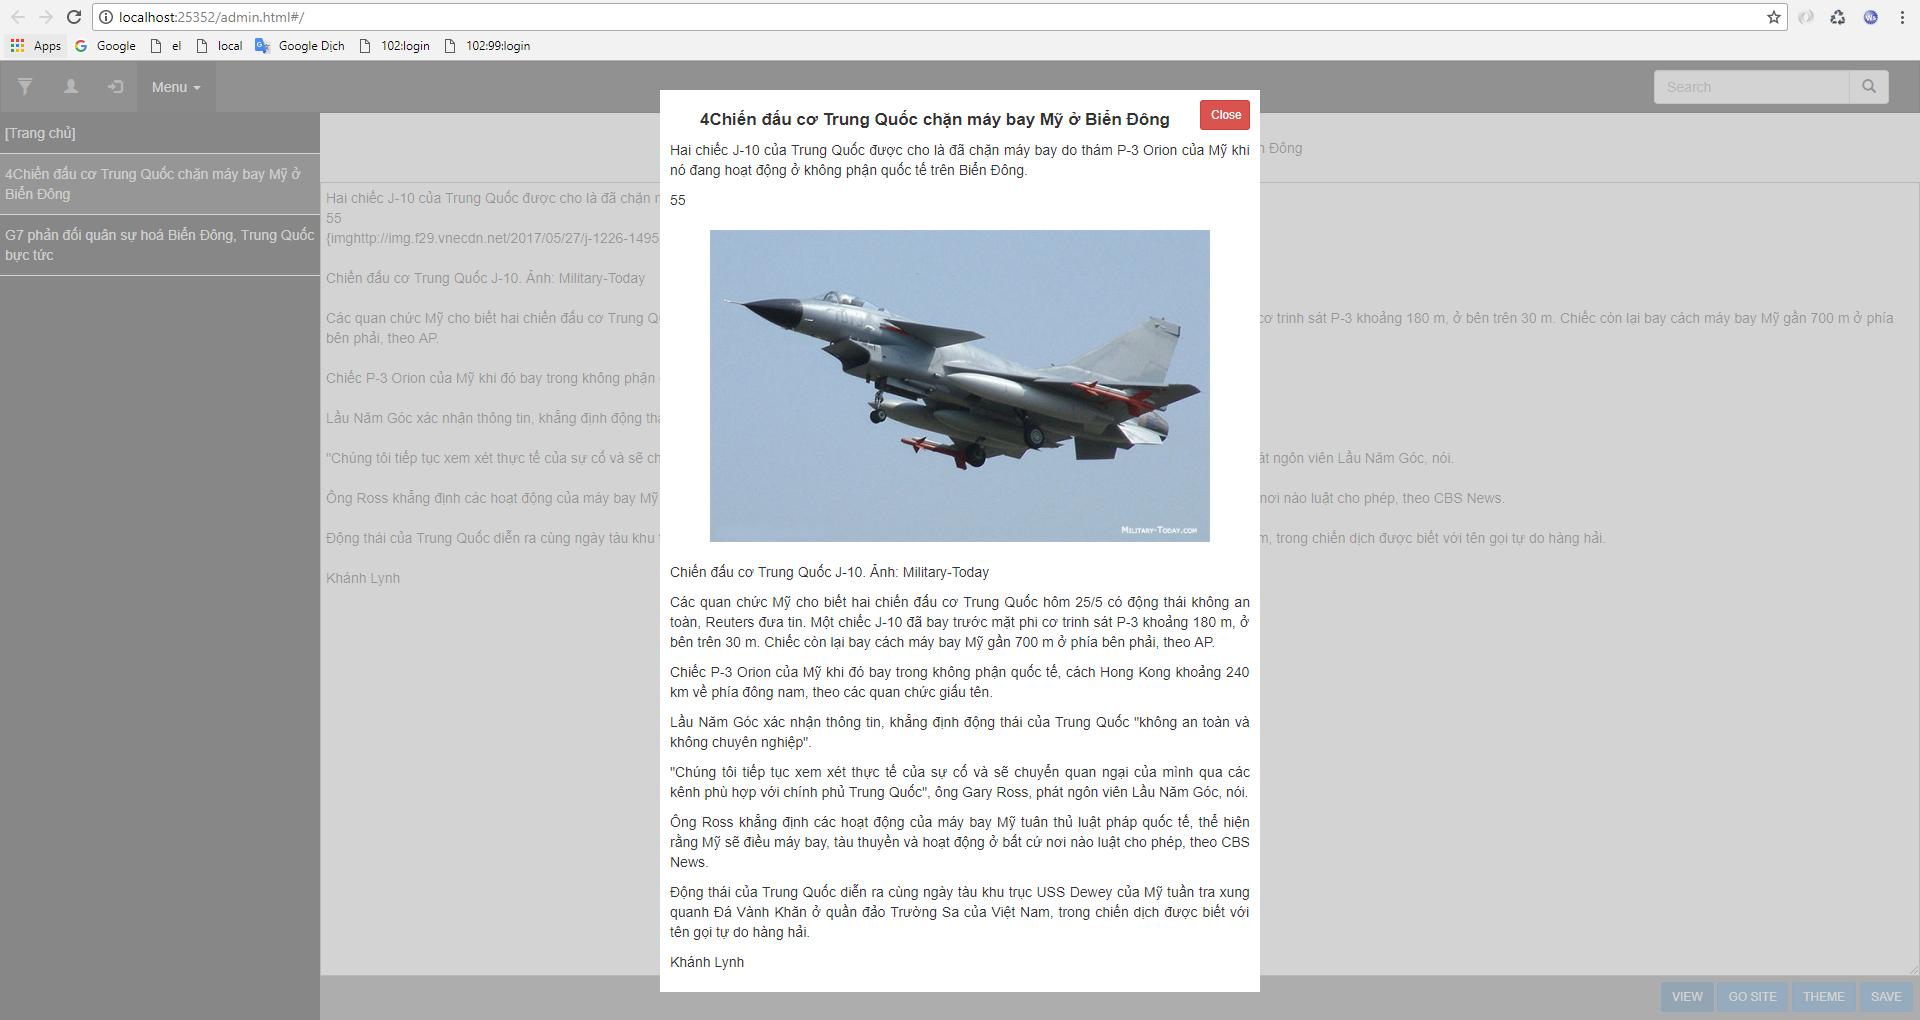 localhost:25352/admin.html#/
Apps Google el local Google Dịch 102:login 102:99:login
Menu Search
[Trang chủ]
4Chiến đấu cơ Trung Quốc chặn máy bay Mỹ ở
Biển Đông
G7 phản đối quân sự hoá Biển Đông, Trung Quốc
bực tức
Đông
Hai chiếc J-10 của Trung Quốc được cho là đã chặn
55
{imghttp://img.f29.vnecdn.net/2017/05/27/j-1226-1495
Chiến đấu cơ Trung Quốc J-10. Ảnh: Military-Today
Các quan chức Mỹ cho biết hai chiến đấu cơ Trung
cơ trinh sát P-3 khoảng 180 m, ở bên trên 30 m. Chiếc còn lại bay cách máy bay Mỹ gần 700 m ở phía
bên phải, theo AP.
Chiếc P-3 Orion của Mỹ khi đó bay trong không phận
Lầu Năm Góc xác nhận thông tin, khẳng định động
"Chúng tôi tiếp tục xem xét thực tế của sự cố và sẽ
ngôn viên Lầu Năm Góc, nói.
Ông Ross khẳng định các hoạt động của máy bay Mỹ
nơi nào luật cho phép, theo CBS News.
Động thái của Trung Quốc diễn ra cùng ngày tàu khu
trong chiến dịch được biết với tên gọi tự do hàng hải.
Khánh Lynh
4Chiến đấu cơ Trung Quốc chặn máy bay Mỹ ở Biển Đông
Close
Hai chiếc J-10 của Trung Quốc được cho là đã chặn máy bay do thám P-3 Orion của Mỹ khi
nó đang hoạt động ở không phận quốc tế trên Biển Đông.
55
MILITARY-TODAY.COM
Chiến đấu cơ Trung Quốc J-10. Ảnh: Military-Today
Các quan chức Mỹ cho biết hai chiến đấu cơ Trung Quốc hôm 25/5 có động thái không an
toàn, Reuters đưa tin. Một chiếc J-10 đã bay trước mặt phi cơ trinh sát P-3 khoảng 180 m, ở
bên trên 30 m. Chiếc còn lại bay cách máy bay Mỹ gần 700 m ở phía bên phải, theo AP.
Chiếc P-3 Orion của Mỹ khi đó bay trong không phận quốc tế, cách Hong Kong khoảng 240
km về phía đông nam, theo các quan chức giấu tên.
Lầu Năm Góc xác nhận thông tin, khẳng định động thái của Trung Quốc "không an toàn và
không chuyên nghiệp".
"Chúng tôi tiếp tục xem xét thực tế của sự cố và sẽ chuyển quan ngại của mình qua các
kênh phù hợp với chính phủ Trung Quốc", ông Gary Ross, phát ngôn viên Lầu Năm Góc, nói.
Ông Ross khẳng định các hoạt động của máy bay Mỹ tuân thủ luật pháp quốc tế, thể hiện
rằng Mỹ sẽ điều máy bay, tàu thuyền và hoạt động ở bất cứ nơi nào luật cho phép, theo CBS
News.
Động thái của Trung Quốc diễn ra cùng ngày tàu khu trục USS Dewey của Mỹ tuần tra xung
quanh Đá Vành Khăn ở quần đảo Trường Sa của Việt Nam, trong chiến dịch được biết với
tên gọi tự do hàng hải.
Khánh Lynh
VIEW GO SITE THEME SAVE